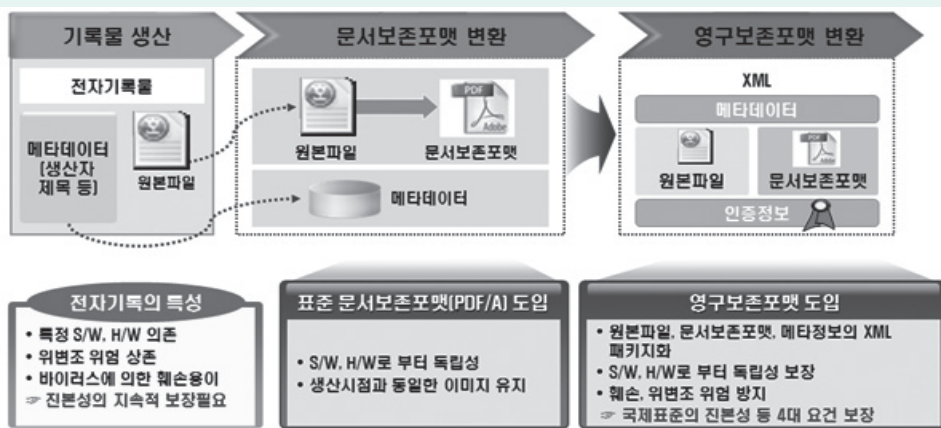 기록물 생산
문서보존포맷 변환
영구보존포맷 변환
전자기록물
메타데이터
(생산자
제목 등)
원본파일
원본파일
PDF
Adobe
문서보존포맷
메타데이터
XML
메타데이터
원본파일
문서보존포맷
인증정보
전자기록의 특성
• 특정 S/W, H/W 의존
• 위변조 위험 상존
• 바이러스에 의한 훼손용이
☞ 진본성의 지속적 보장필요
표준 문서보존포맷(PDF/A) 도입
• S/W, H/W로 부터 독립성
• 생산시점과 동일한 이미지 유지
영구보존포맷 도입
• 원본파일, 문서보존포맷, 메타정보의 XML
패키지화
• S/W, H/W로 부터 독립성 보장
• 훼손, 위변조 위험 방지
☞ 국제표준의 진본성 등 4대 요건 보장